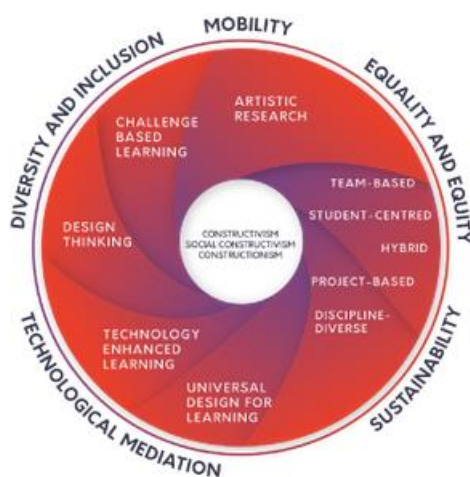 MOBILITY
DIVERSITY AND INCLUSION
EQUALITY AND EQUITY
ARTISTIC
RESEARCH
CHALLENGE
BASED
LEARNING
TEAM-BASED
STUDENT-CENTRED
HYBRID
PROJECT-BASED
DISCIPLINE-
DIVERSE
DESIGN
THINKING
CONSTRUCTIVISM
SOCIAL CONSTRUCTIVISM
CONSTRUCTIONISM
TECHNOLOGY
ENHANCED
LEARNING
UNIVERSAL
DESIGN FOR
LEARNING
TECHNOLOGICAL MEDIATION
SUSTAINABILITY